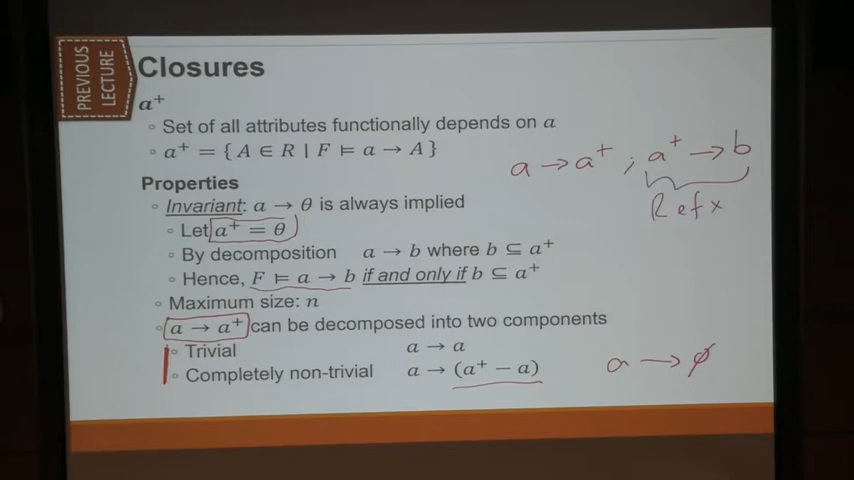 PREVIOUS LECTURE
Closures
a⁺
◦ Set of all attributes functionally depends on a
◦ a⁺ = { A ∈ R | F ⊨ a → A }
a → a⁺ ; a⁺ → b
Refx
Properties
◦ Invariant: a → θ is always implied
◦ Let a⁺ = θ
◦ By decomposition a → b where b ⊆ a⁺
◦ Hence, F ⊨ a → b if and only if b ⊆ a⁺
◦ Maximum size: n
◦ a → a⁺ can be decomposed into two components
◦ Trivial a → a
◦ Completely non-trivial a → (a⁺ − a)
a → ∅